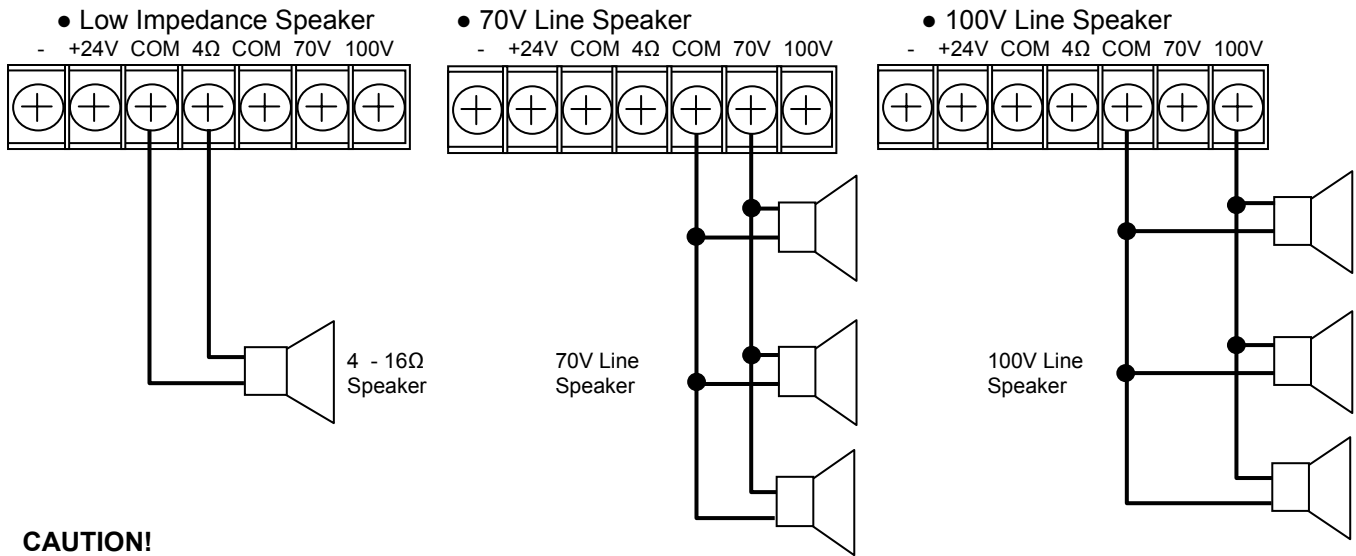 ● Low Impedance Speaker
- +24V COM 4Ω COM 70V 100V
4 - 16Ω
Speaker
● 70V Line Speaker
- +24V COM 4Ω COM 70V 100V
70V Line
Speaker
● 100V Line Speaker
- +24V COM 4Ω COM 70V 100V
100V Line
Speaker
CAUTION!